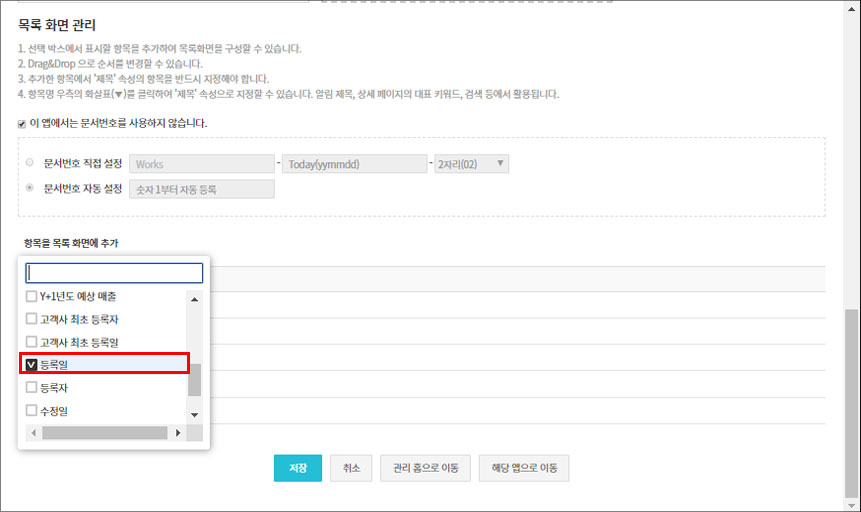 목록 화면 관리
1. 선택 박스에서 표시할 항목을 추가하여 목록화면을 구성할 수 있습니다.
2. Drag&Drop 으로 순서를 변경할 수 있습니다.
3. 추가한 항목에서 '제목' 속성의 항목을 반드시 지정해야 합니다.
4. 항목명 우측의 화살표(▼)를 클릭하여 '제목' 속성으로 지정할 수 있습니다. 알림 제목, 상세 페이지의 대표 키워드, 검색 등에서 활용됩니다.
이 앱에서는 문서번호를 사용하지 않습니다.
문서번호 직접 설정 Works - Today(yymmdd) - 2자리(02) ▼
문서번호 자동 설정 숫자 1부터 자동 등록
항목을 목록 화면에 추가
Y+1년도 예상 매출
고객사 최초 등록자
고객사 최초 등록일
등록일
등록자
수정일
저장 취소 관리 홈으로 이동 해당 앱으로 이동